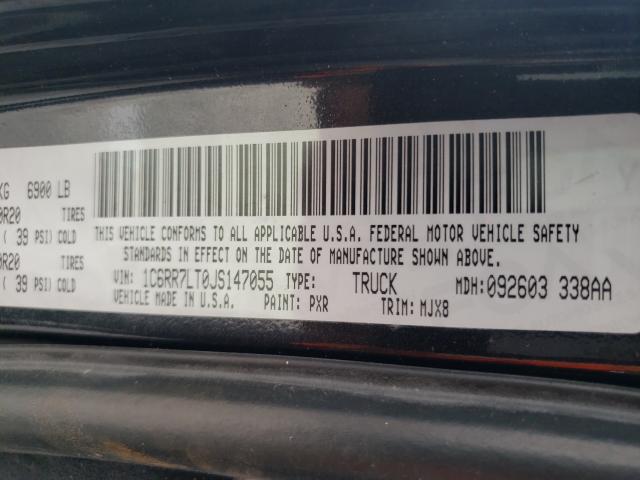 KG 6900 LB
0R20 TIRES
( 39 PSI) COLD
0R20 TIRES
( 39 PSI) COLD
THIS VEHICLE CONFORMS TO ALL APPLICABLE U.S.A. FEDERAL MOTOR VEHICLE SAFETY
STANDARDS IN EFFECT ON THE DATE OF MANUFACTURE SHOWN ABOVE.
VIN: 1C6RR7LT0JS147055 TYPE: TRUCK MDH: 092603 338AA
VEHICLE MADE IN U.S.A. PAINT: PXR TRIM: MJX8